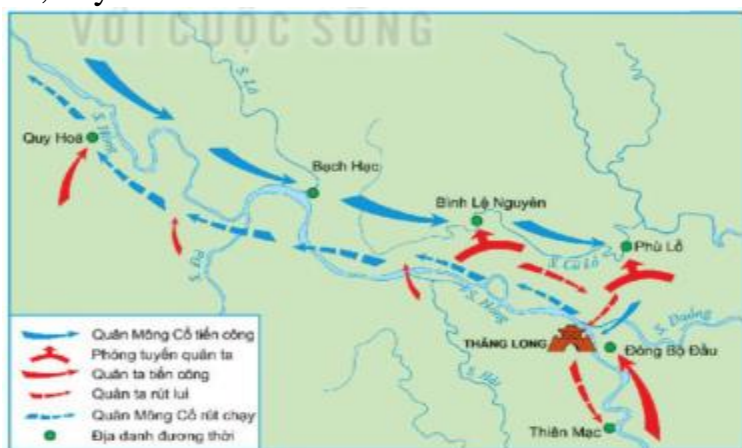 VỚI CUỘC SỐNG
S. Lô
S. Hồng
Quy Hoá
Bạch Hạc
Bình Lệ Nguyên
Phù Lỗ
S. Cà Lồ
S. Đà
S. Hồng
S. Đuống
THĂNG LONG
Đông Bộ Đầu
Thiên Mạc
Quân Mông Cổ tiến công
Phòng tuyến quân ta
Quân ta tiến công
Quân ta rút lui
Quân Mông Cổ rút chạy
Địa danh đương thời